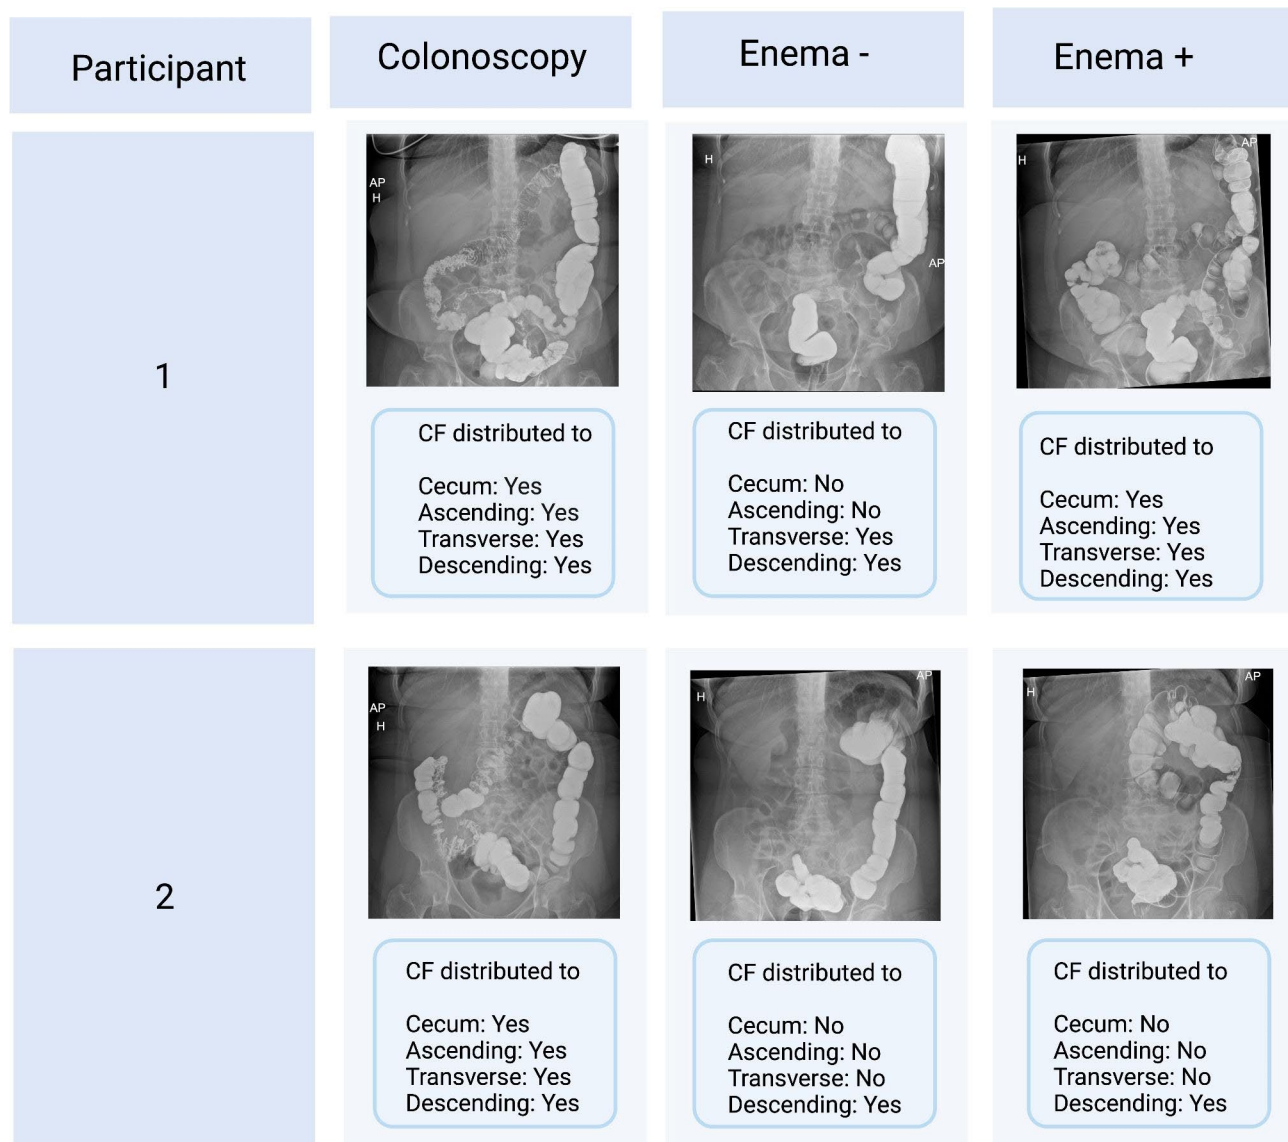 Participant
Colonoscopy
Enema -
Enema +
1
AP
H
H
AP
H
AP
CF distributed to
Cecum: Yes
Ascending: Yes
Transverse: Yes
Descending: Yes
CF distributed to
Cecum: No
Ascending: No
Transverse: Yes
Descending: Yes
CF distributed to
Cecum: Yes
Ascending: Yes
Transverse: Yes
Descending: Yes
2
AP
H
H
AP
H
AP
CF distributed to
Cecum: Yes
Ascending: Yes
Transverse: Yes
Descending: Yes
CF distributed to
Cecum: No
Ascending: No
Transverse: No
Descending: Yes
CF distributed to
Cecum: No
Ascending: No
Transverse: No
Descending: Yes